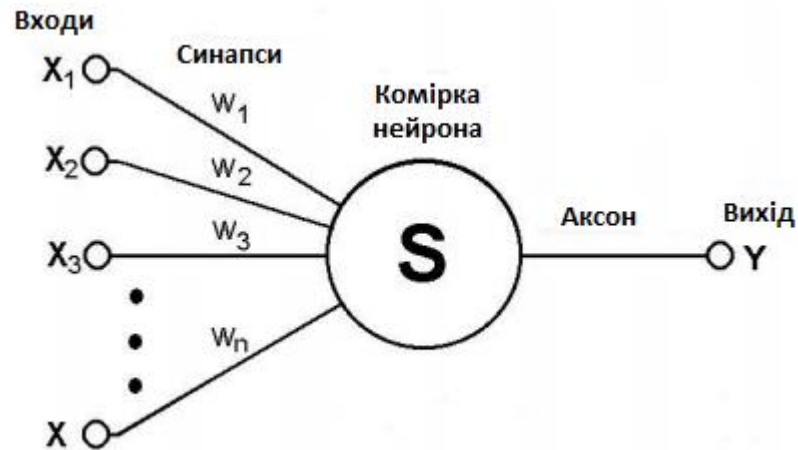 Входи
Синапси
X1
W1
Комірка
нейрона
X2
W2
Аксон
Вихід
X3
W3
S
Y
Wn
X